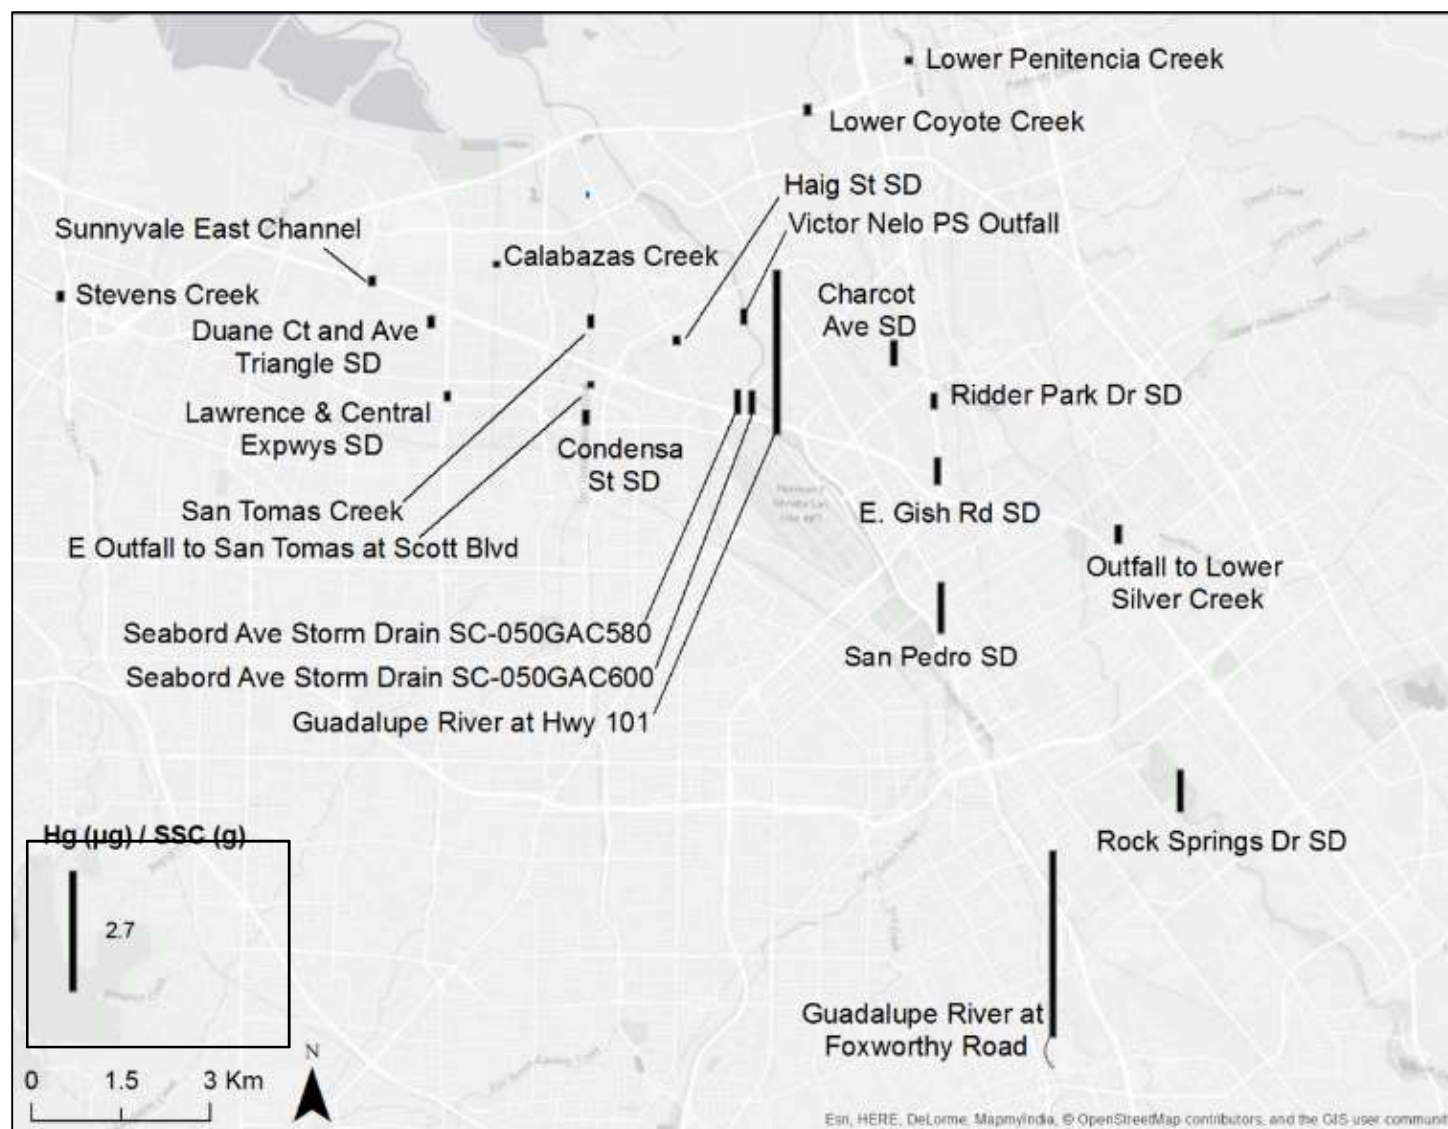 Lower Penitencia Creek
Lower Coyote Creek
Haig St SD
Victor Nelo PS Outfall
Sunnyvale East Channel
Calabazas Creek
Stevens Creek
Charcot
Ave SD
Duane Ct and Ave
Triangle SD
Ridder Park Dr SD
Lawrence & Central
Expwys SD
Condensa
St SD
San Tomas Creek
E. Gish Rd SD
E Outfall to San Tomas at Scott Blvd
Outfall to Lower
Silver Creek
Seabord Ave Storm Drain SC-050GAC580
San Pedro SD
Seabord Ave Storm Drain SC-050GAC600
Guadalupe River at Hwy 101
Hg (µg) / SSC (g)
2.7
Rock Springs Dr SD
Guadalupe River at
Foxworthy Road
N
0 1.5 3 Km
Esri, HERE, DeLorme, MapmyIndia, © OpenStreetMap contributors, and the GIS user communit